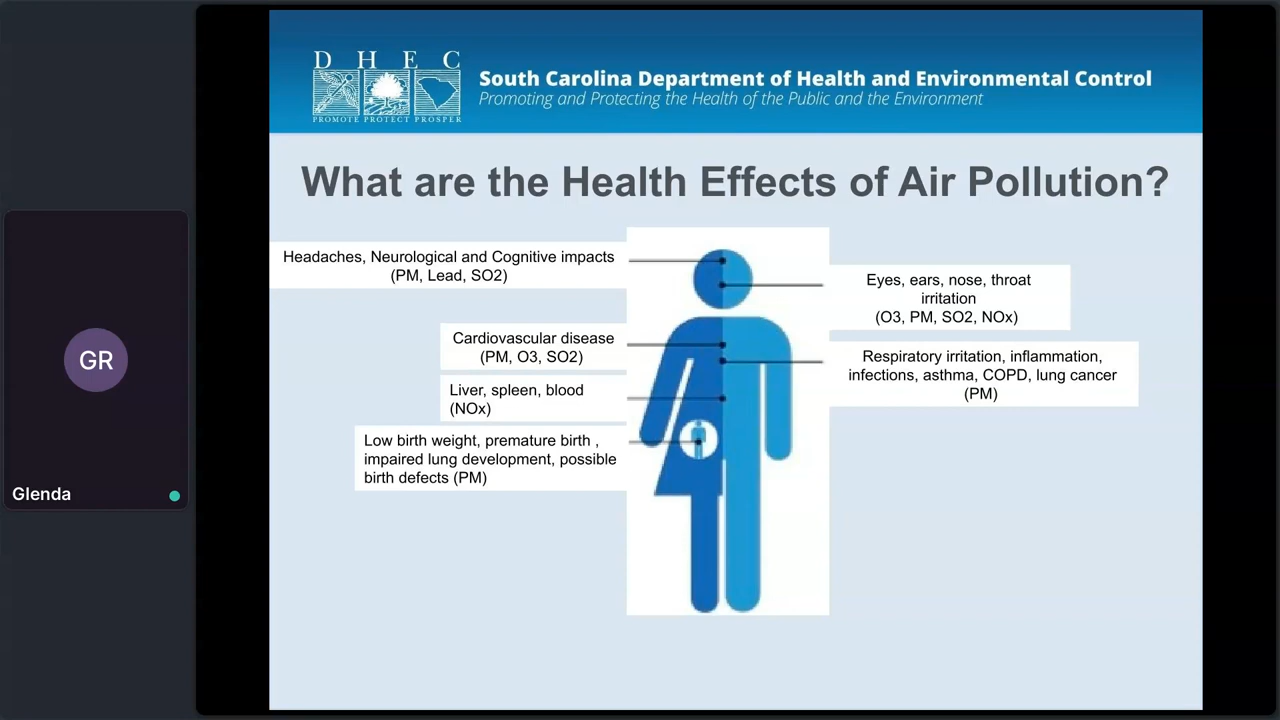 D H E C
PROMOTE PROTECT PROSPER
South Carolina Department of Health and Environmental Control
Promoting and Protecting the Health of the Public and the Environment
What are the Health Effects of Air Pollution?
Headaches, Neurological and Cognitive impacts
(PM, Lead, SO2)
Eyes, ears, nose, throat
irritation
(O3, PM, SO2, NOx)
Cardiovascular disease
(PM, O3, SO2)
Respiratory irritation, inflammation,
infections, asthma, COPD, lung cancer
(PM)
Liver, spleen, blood
(NOx)
Low birth weight, premature birth ,
impaired lung development, possible
birth defects (PM)
GR
Glenda